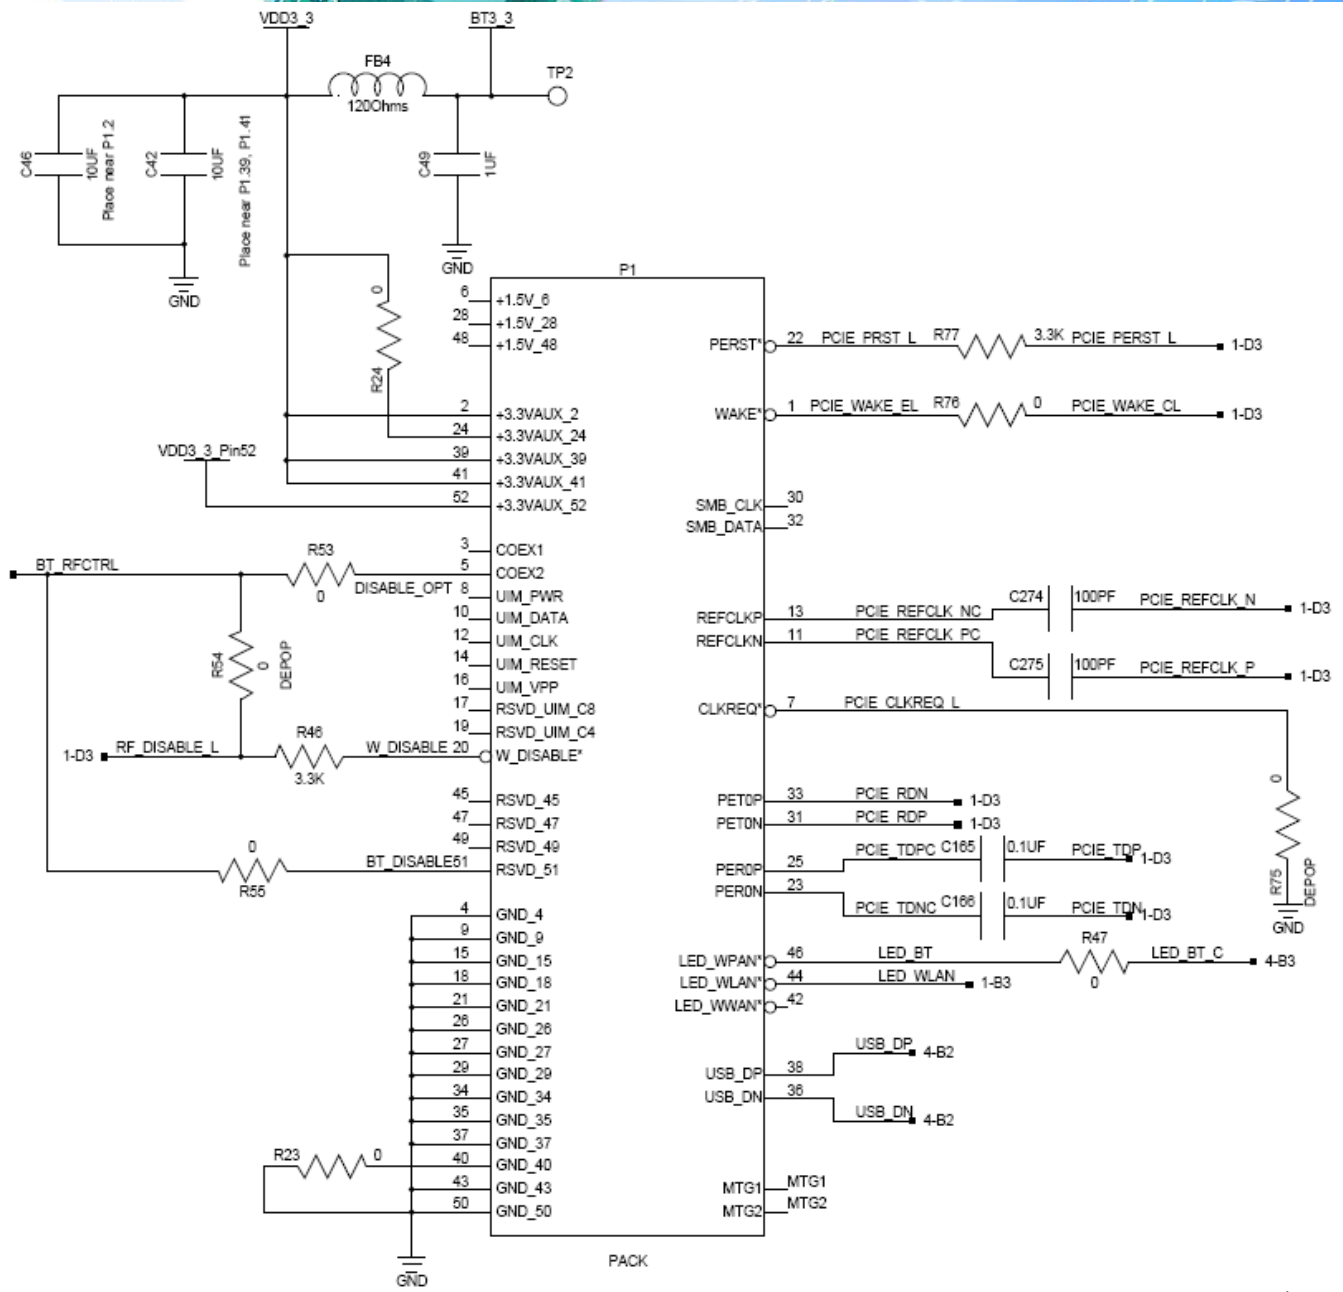 VDD3_3
BT3_3
FB4
120Ohms
TP2
C46
10UF
Place near P1.2
C42
10UF
Place near P1.39, P1.41
C49
1UF
GND
GND
P1
6 +1.5V_6
28 +1.5V_28
48 +1.5V_48
0
R24
2 +3.3VAUX_2
24 +3.3VAUX_24
39 +3.3VAUX_39
41 +3.3VAUX_41
52 +3.3VAUX_52
VDD3_3_Pin52
3 COEX1
5 COEX2
BT_RFCTRL
R53
0
DISABLE_OPT
8 UIM_PWR
10 UIM_DATA
12 UIM_CLK
14 UIM_RESET
16 UIM_VPP
17 RSVD_UIM_C8
19 RSVD_UIM_C4
R54
0
DEPOP
1-D3 RF_DISABLE_L
R46
3.3K
W_DISABLE 20 W_DISABLE*
45 RSVD_45
47 RSVD_47
49 RSVD_49
0
R55
BT_DISABLE51 RSVD_51
4 GND_4
9 GND_9
15 GND_15
18 GND_18
21 GND_21
26 GND_26
27 GND_27
29 GND_29
34 GND_34
35 GND_35
37 GND_37
R23 0
40 GND_40
43 GND_43
50 GND_50
GND
PERST* 22 PCIE_PRST_L R77 3.3K PCIE_PERST_L 1-D3
WAKE* 1 PCIE_WAKE_EL R76 0 PCIE_WAKE_CL 1-D3
SMB_CLK 30
SMB_DATA 32
REFCLKP 13 PCIE_REFCLK_NC C274 100PF PCIE_REFCLK_N 1-D3
REFCLKN 11 PCIE_REFCLK_PC C275 100PF PCIE_REFCLK_P 1-D3
CLKREQ* 7 PCIE_CLKREQ_L
0
R75
DEPOP
GND
PET0P 33 PCIE_RDN 1-D3
PET0N 31 PCIE_RDP 1-D3
PER0P 25 PCIE_TDPC C165 0.1UF PCIE_TDP 1-D3
PER0N 23 PCIE_TDNC C166 0.1UF PCIE_TDN 1-D3
LED_WPAN* 46 LED_BT R47 0 LED_BT_C 4-B3
LED_WLAN* 44 LED_WLAN 1-B3
LED_WWAN* 42
USB_DP 38 USB_DP 4-B2
USB_DN 36 USB_DN 4-B2
MTG1 MTG1
MTG2 MTG2
PACK